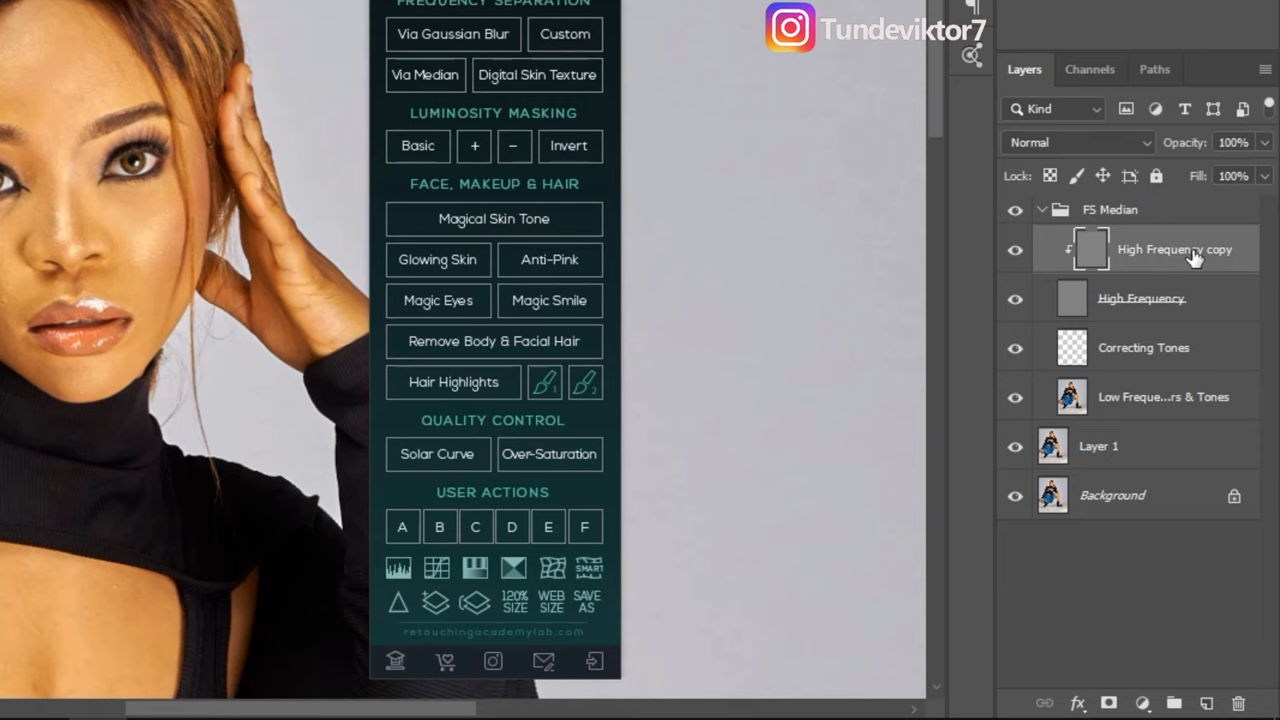 Tundeviktor7
FREQUENCY SEPARATION
Via Gaussian Blur Custom
Via Median Digital Skin Texture
LUMINOSITY MASKING
Basic + − Invert
FACE, MAKEUP & HAIR
Magical Skin Tone
Glowing Skin Anti-Pink
Magic Eyes Magic Smile
Remove Body & Facial Hair
Hair Highlights 1 2
QUALITY CONTROL
Solar Curve Over-Saturation
USER ACTIONS
A B C D E F
SMART
120% SIZE WEB SIZE SAVE AS
retouchingacademylab.com
Layers Channels Paths
Kind
Normal Opacity: 100%
Lock: Fill: 100%
FS Median
High Frequency copy
High Frequency
Correcting Tones
Low Freque...rs & Tones
Layer 1
Background
fx